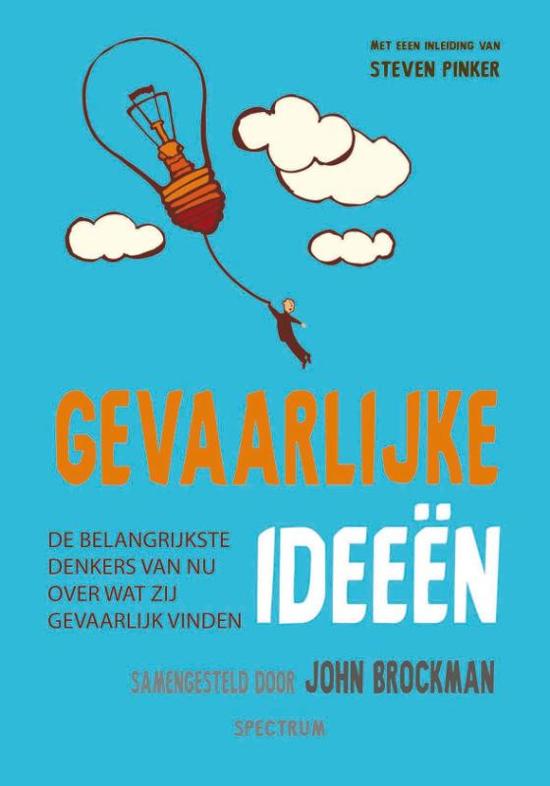 MET EEEN INLEIDING VAN
STEVEN PINKER
GEVAARLIJKE
IDEEËN
DE BELANGRIJKSTE
DENKERS VAN NU
OVER WAT ZIJ
GEVAARLIJK VINDEN
SAMENGESTELD DOOR JOHN BROCKMAN
SPECTRUM